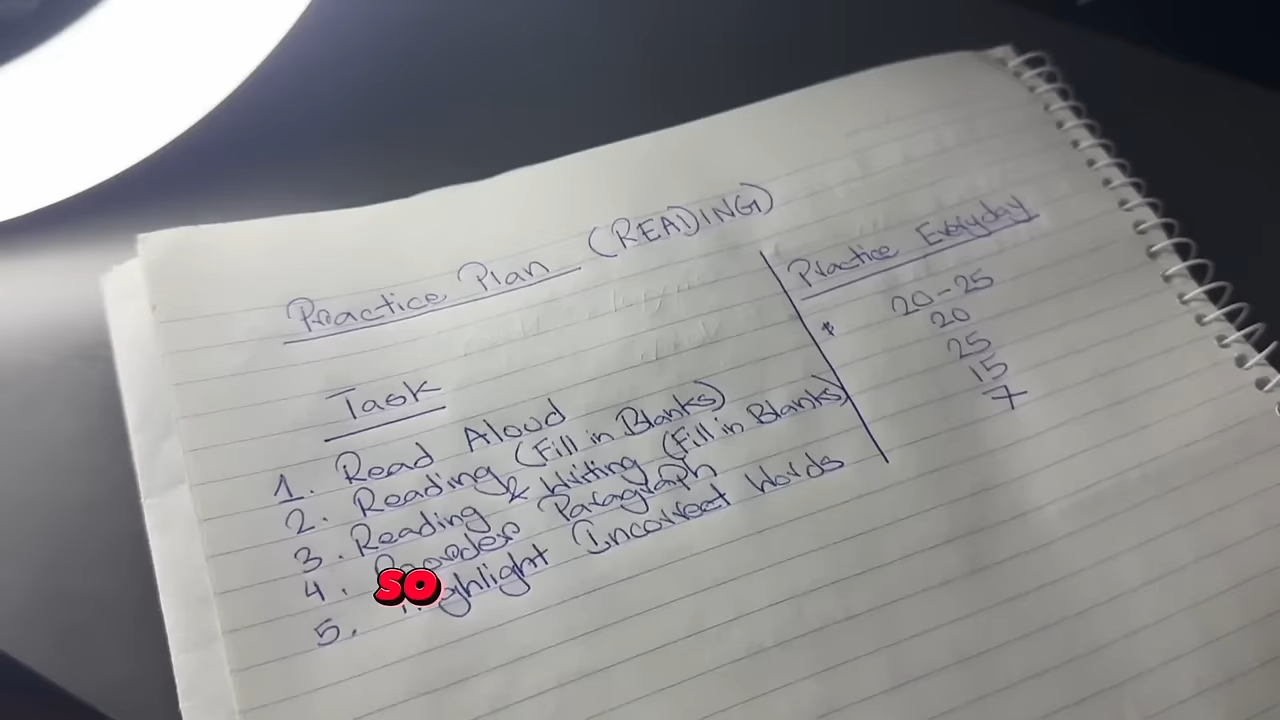 Practice Plan (READING)
Practice Everyday
Task
1. Read Aloud 20-25
2. Reading (Fill in Blanks) 20
3. Reading & Writing (Fill in Blanks) 25
4. Reorder Paragraph 15
5. Highlight Incorrect Words 7
SO